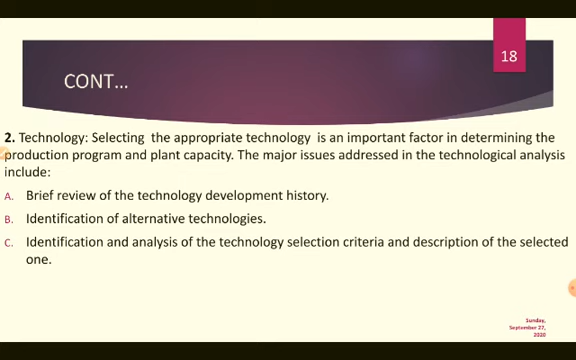 18
CONT...
2. Technology: Selecting the appropriate technology is an important factor in determining the
production program and plant capacity. The major issues addressed in the technological analysis
include:
A. Brief review of the technology development history.
B. Identification of alternative technologies.
C. Identification and analysis of the technology selection criteria and description of the selected
one.
Sunday,
September 27,
2020